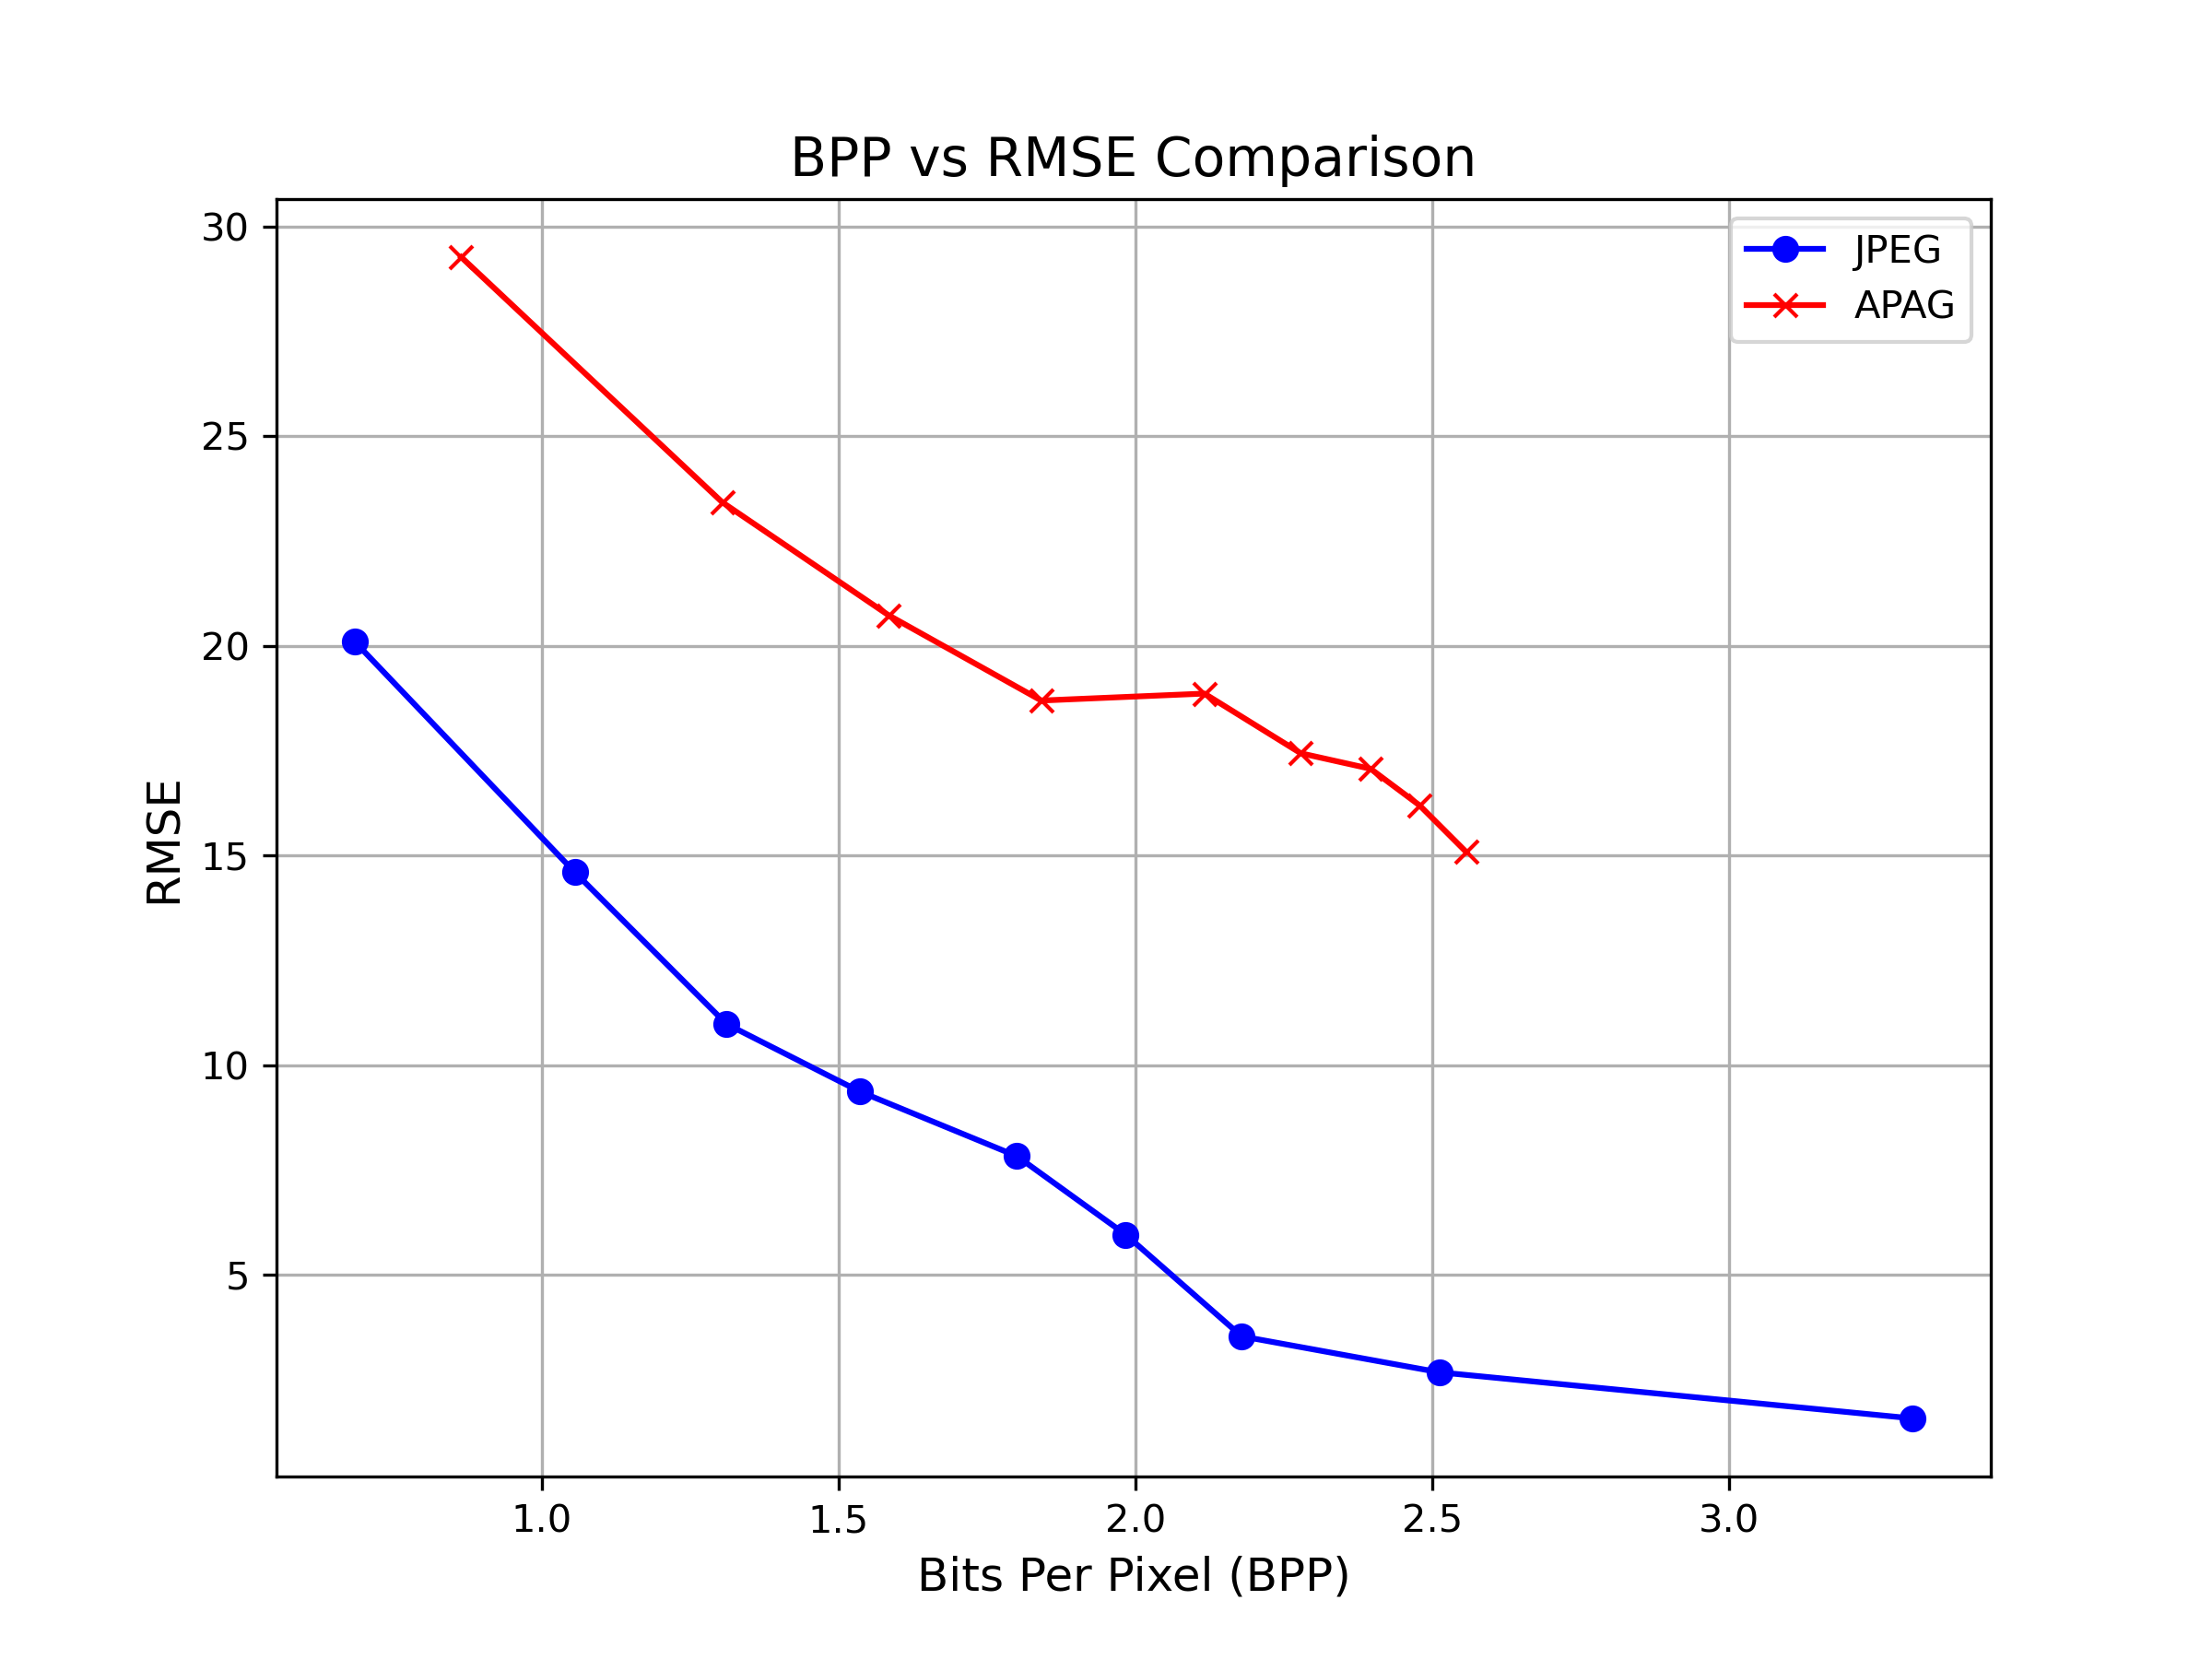 BPP vs RMSE Comparison
JPEG
APAG
30
25
20
15
10
5
RMSE
1.0 1.5 2.0 2.5 3.0
Bits Per Pixel (BPP)